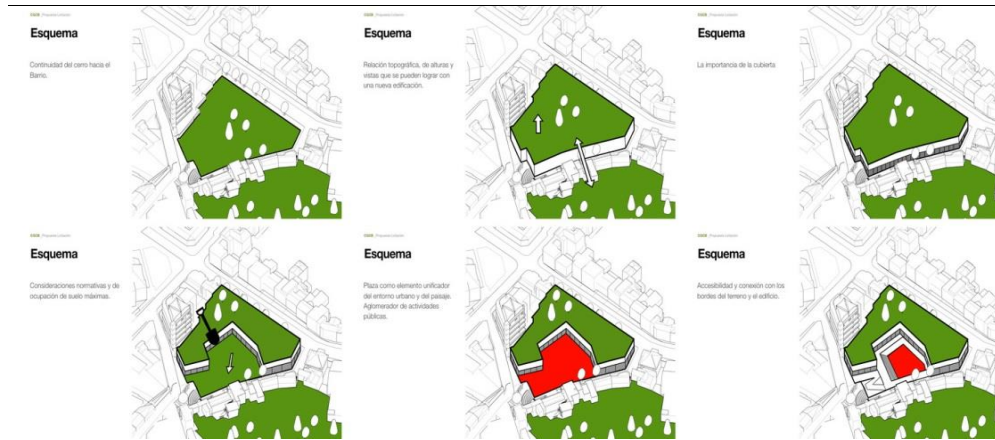 Esquema
Continuidad del cerro hacia el
Barrio.
Esquema
Relación topográfica, de alturas y
vistas que se pueden lograr con
una nueva edificación.
Esquema
La importancia de la cubierta
Esquema
Consideraciones normativas y de
ocupación de suelo máximas.
Esquema
Plaza como elemento unificador
del entorno urbano y del paisaje.
Aglomerador de actividades
públicas.
Esquema
Accesibilidad y conexión con los
bordes del terreno y el edificio.